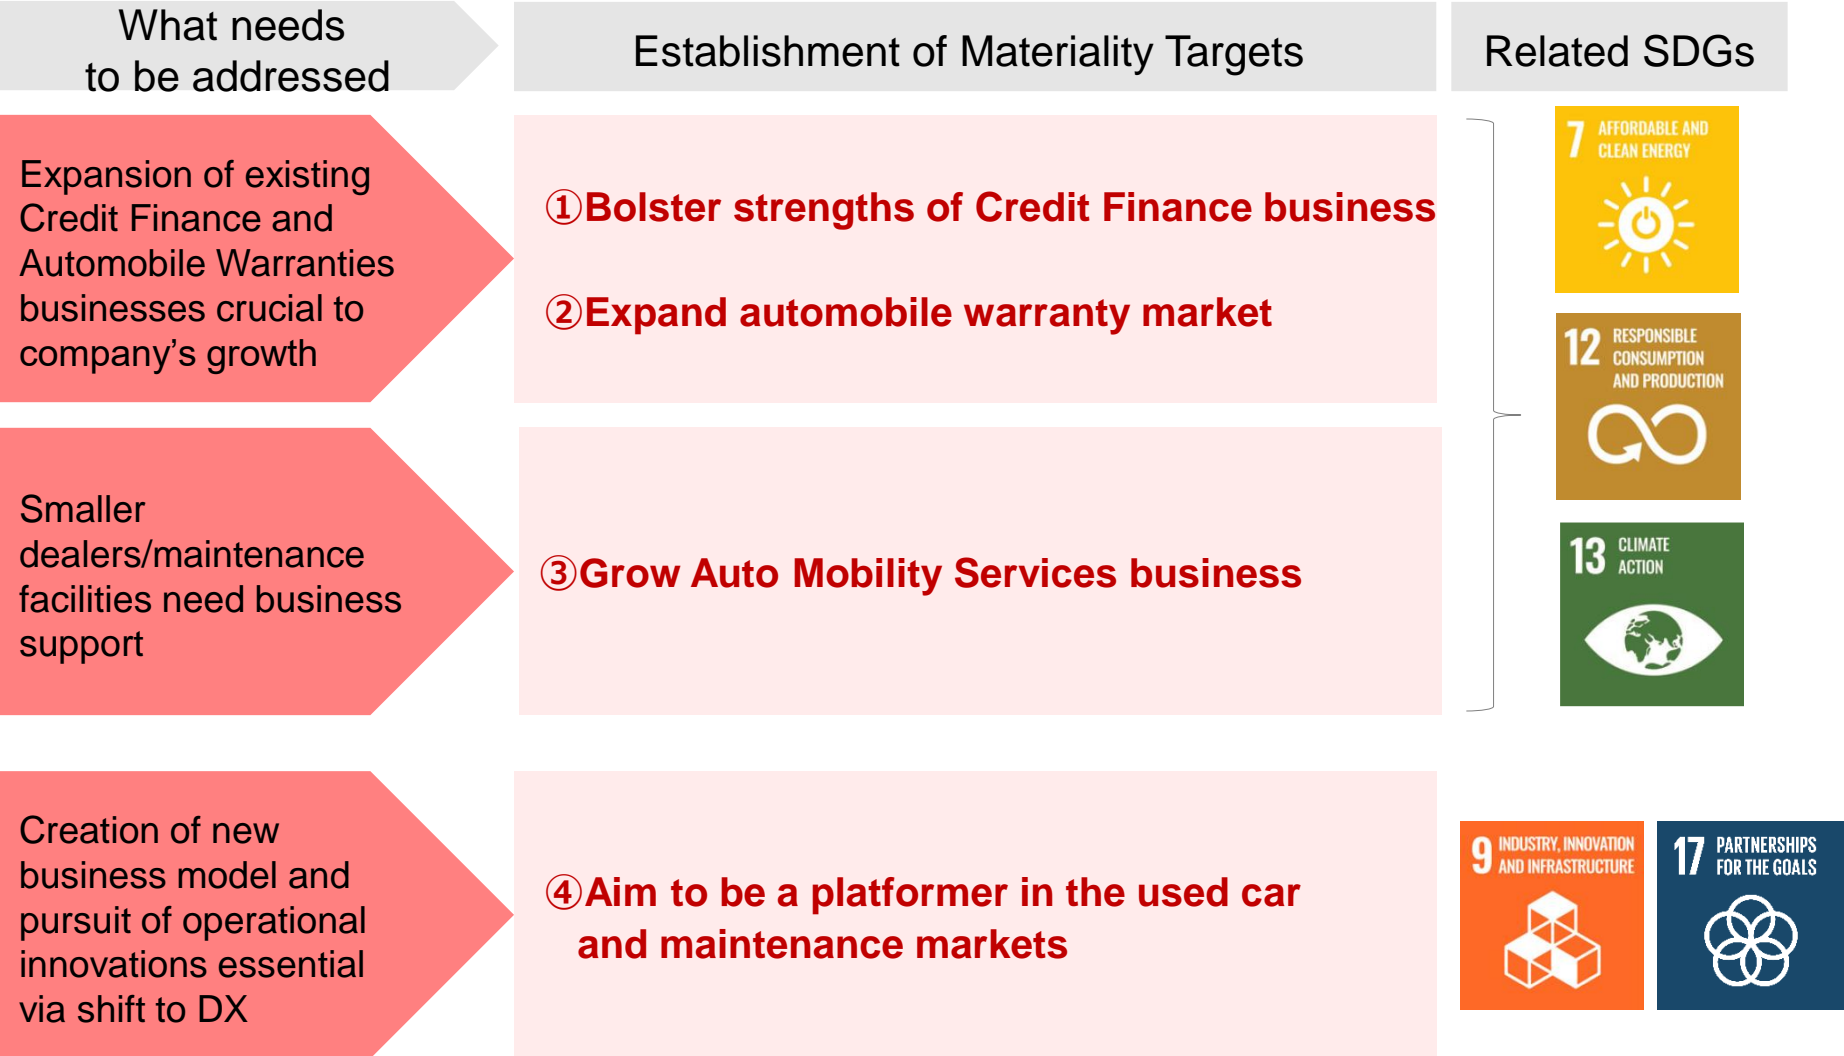 What needs
to be addressed
Establishment of Materiality Targets
Related SDGs
Expansion of existing
Credit Finance and
Automobile Warranties
businesses crucial to
company’s growth
①Bolster strengths of Credit Finance business
②Expand automobile warranty market
7 AFFORDABLE AND
CLEAN ENERGY
12 RESPONSIBLE
CONSUMPTION
AND PRODUCTION
Smaller
dealers/maintenance
facilities need business
support
③Grow Auto Mobility Services business
13 CLIMATE
ACTION
Creation of new
business model and
pursuit of operational
innovations essential
via shift to DX
④Aim to be a platformer in the used car
and maintenance markets
9 INDUSTRY, INNOVATION
AND INFRASTRUCTURE
17 PARTNERSHIPS
FOR THE GOALS